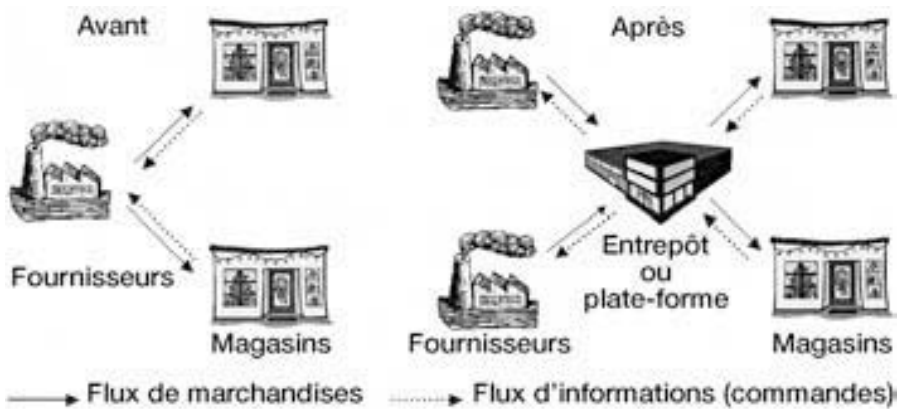 Avant
Après
Entrepôt
ou
plate-forme
Fournisseurs
Magasins
Fournisseurs
Magasins
Flux de marchandises
Flux d'informations (commandes)